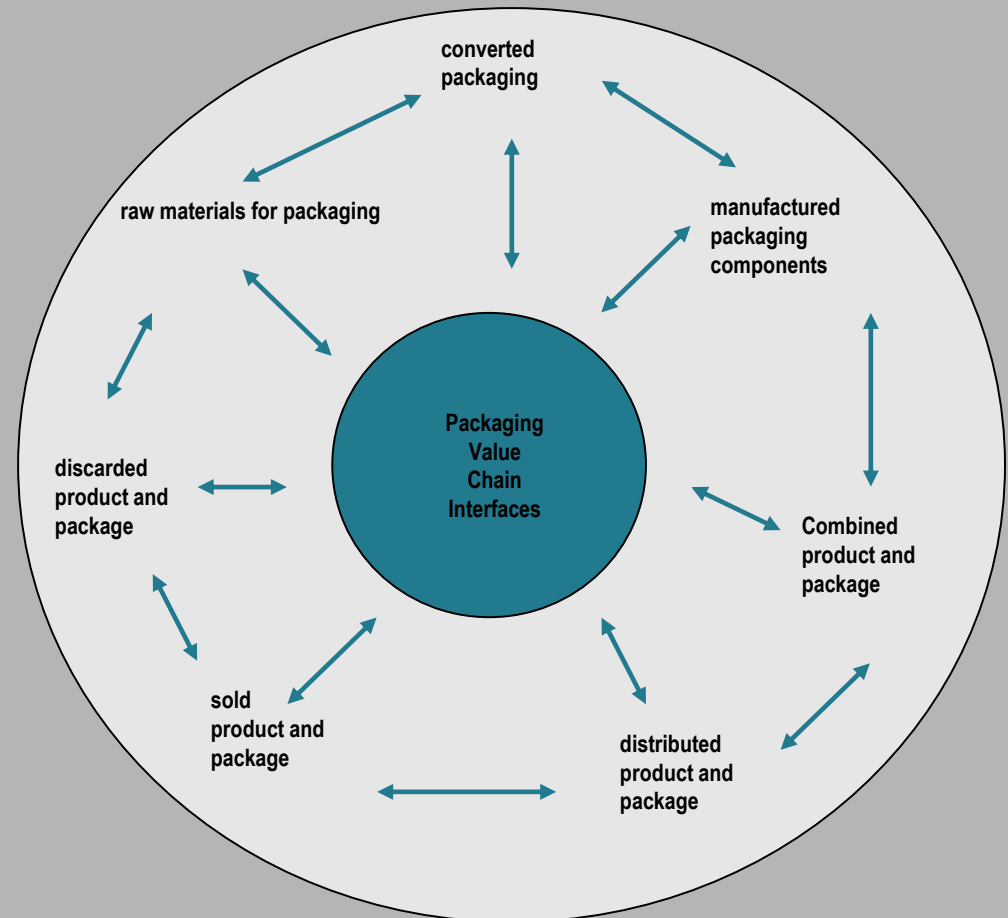 converted
packaging
raw materials for packaging
manufactured
packaging
components
Packaging
Value
Chain
Interfaces
discarded
product and
package
Combined
product and
package
sold
product and
package
distributed
product and
package